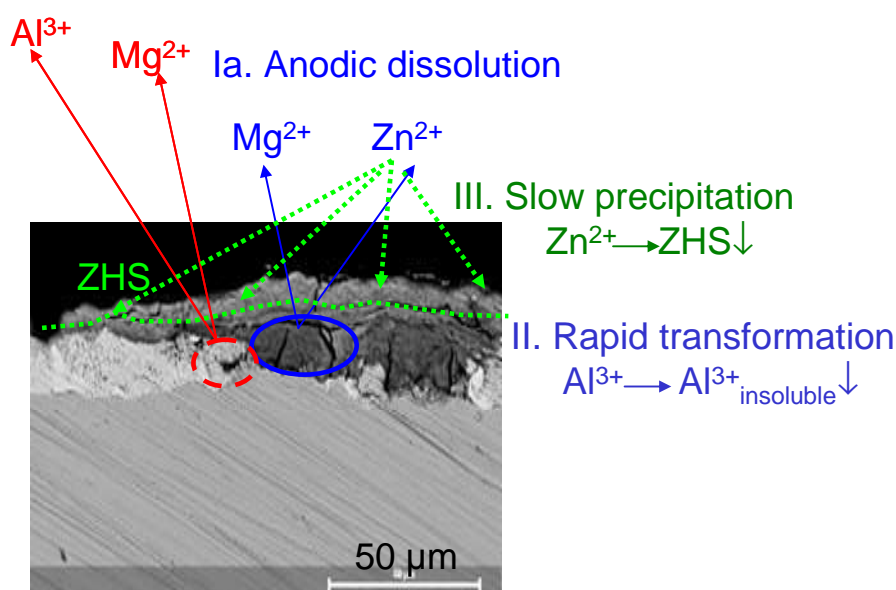 Al³⁺
Mg²⁺
Ia. Anodic dissolution
Mg²⁺ Zn²⁺
III. Slow precipitation
Zn²⁺→ZHS↓
ZHS
II. Rapid transformation
Al³⁺→ Al³⁺insoluble↓
50 µm